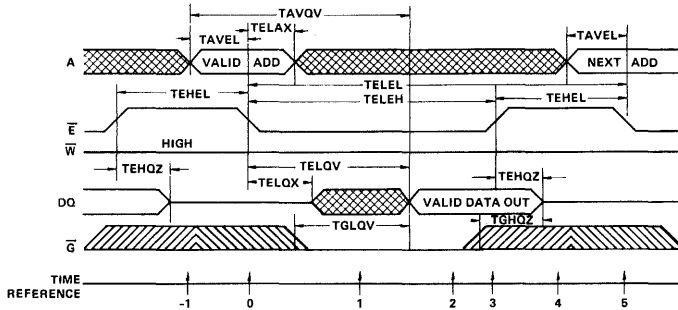 TAVQV
TAVEL
TELAX
TAVEL
A
VALID
ADD
NEXT
ADD
TEHEL
TELEL
TELEH
TEHEL
E
W
HIGH
TEHQZ
TELQV
TEHQZ
TELQX
DQ
VALID DATA OUT
TGLQV
TGHQZ
G
TIME
REFERENCE
-1 0 1 2 3 4 5